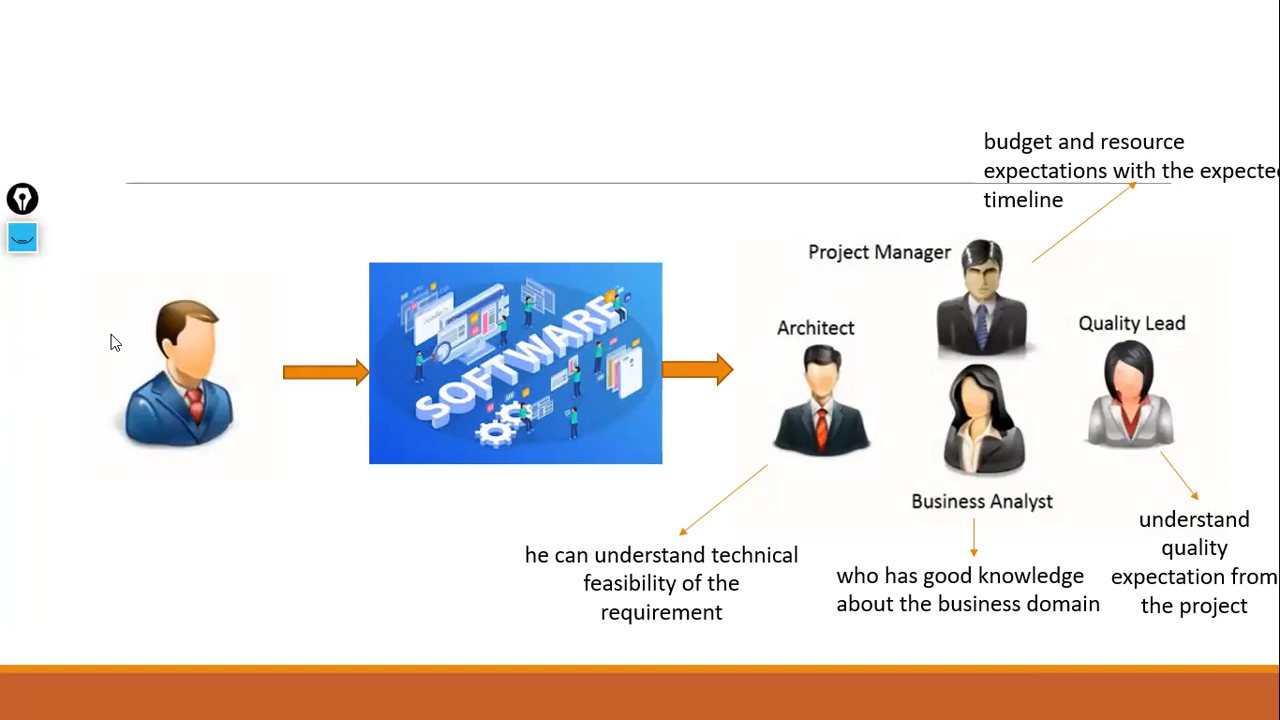 budget and resource
expectations with the expecte
timeline
Project Manager
Architect
Quality Lead
SOFTWARE
Business Analyst
understand
quality
expectation from
the project
he can understand technical
feasibility of the
requirement
who has good knowledge
about the business domain